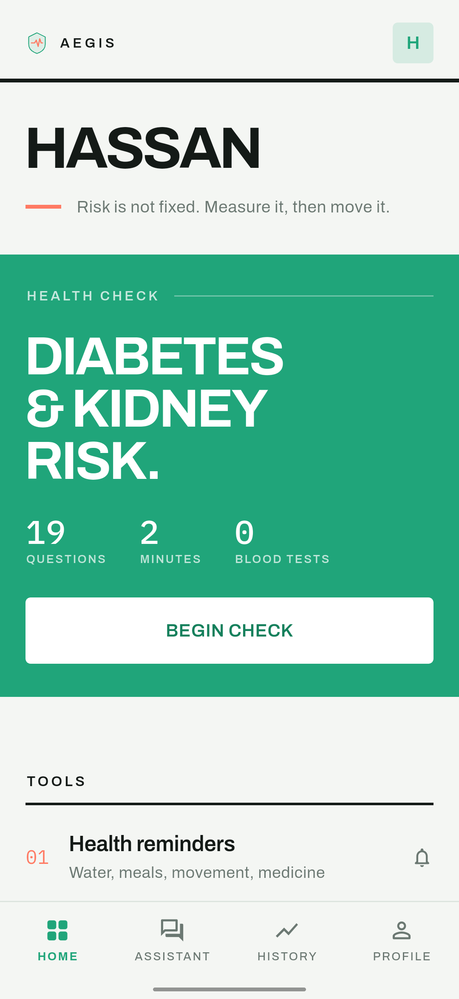 AEGIS
H
HASSAN
Risk is not fixed. Measure it, then move it.
HEALTH CHECK
DIABETES
& KIDNEY
RISK.
19 2 0
QUESTIONS MINUTES BLOOD TESTS
BEGIN CHECK
TOOLS
01
Health reminders
Water, meals, movement, medicine
HOME ASSISTANT HISTORY PROFILE